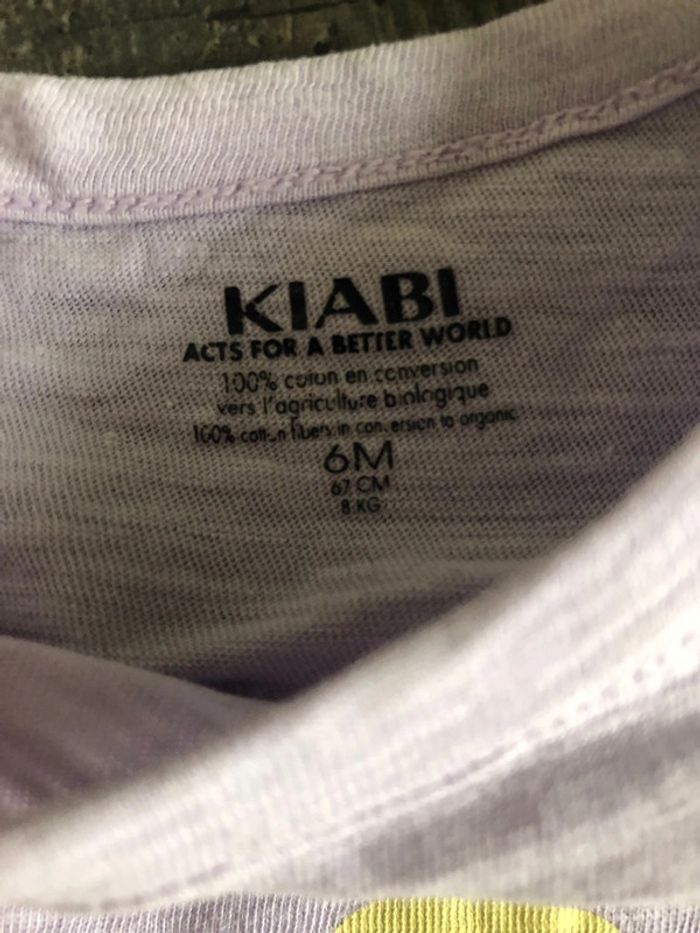 KIABI
ACTS FOR A BETTER WORLD
100% coton en conversion
vers l'agriculture biologique
100% cotton fibers in conversion to organic
6M
67 CM
8 KG